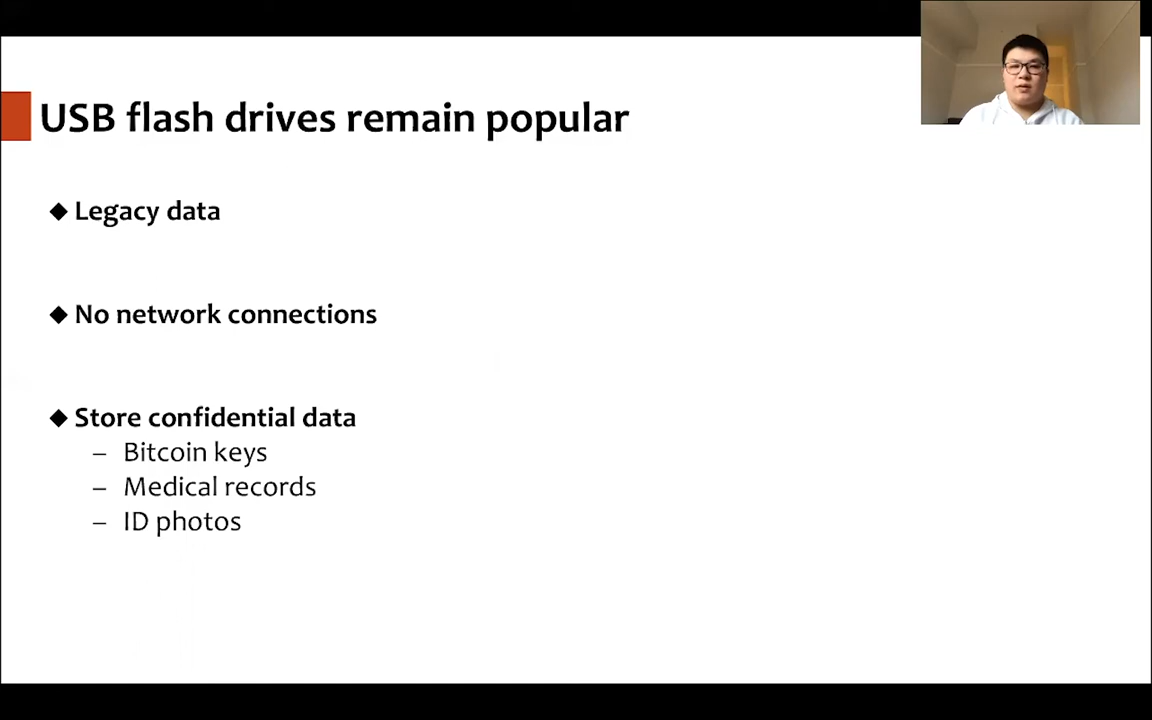 USB flash drives remain popular
◆ Legacy data
◆ No network connections
◆ Store confidential data
– Bitcoin keys
– Medical records
– ID photos